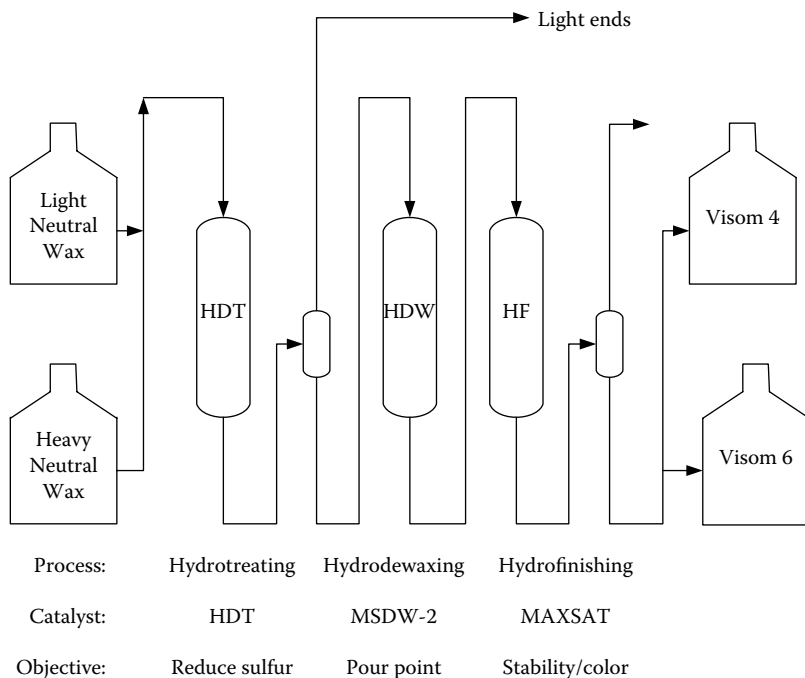 Light ends
Light
Neutral
Wax
HDT
HDW
HF
Visom 4
Heavy
Neutral
Wax
Visom 6
Process: Hydrotreating Hydrodewaxing Hydrofinishing
Catalyst: HDT MSDW-2 MAXSAT
Objective: Reduce sulfur Pour point Stability/color